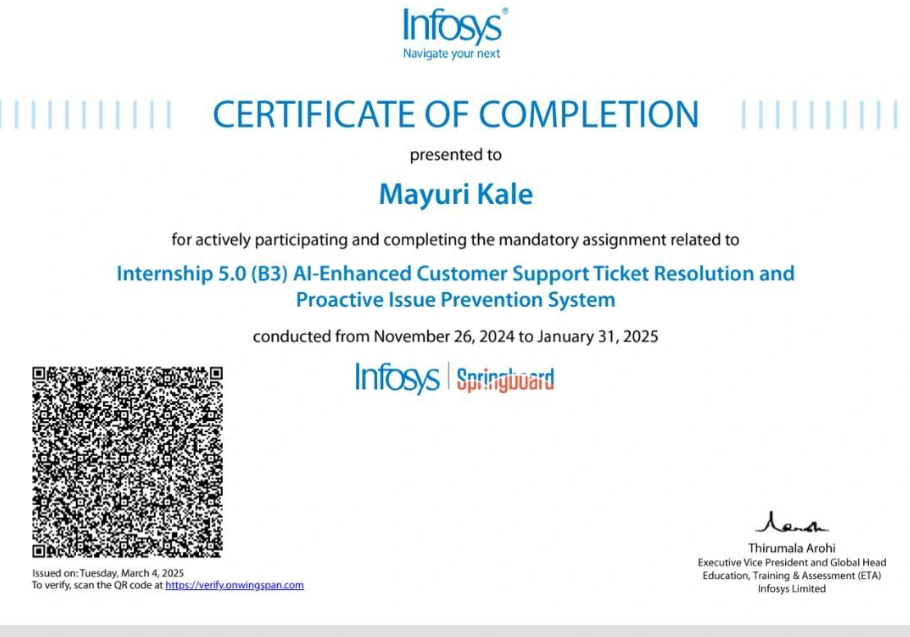 Infosys®
Navigate your next
CERTIFICATE OF COMPLETION
presented to
Mayuri Kale
for actively participating and completing the mandatory assignment related to
Internship 5.0 (B3) AI-Enhanced Customer Support Ticket Resolution and
Proactive Issue Prevention System
conducted from November 26, 2024 to January 31, 2025
Infosys | Springboard
Issued on: Tuesday, March 4, 2025
To verify, scan the QR code at https://verify.onwingspan.com
Thirumala Arohi
Executive Vice President and Global Head
Education, Training & Assessment (ETA)
Infosys Limited